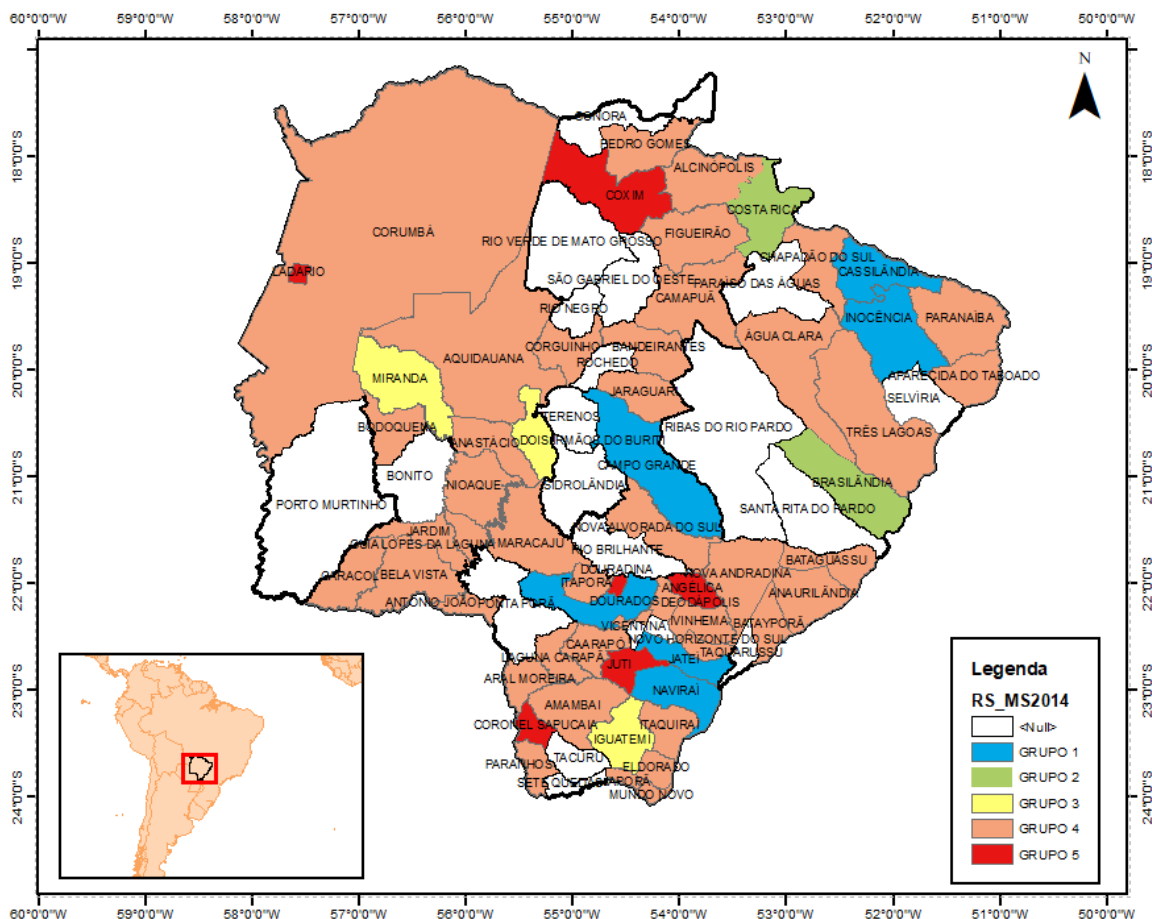 60°0'0"W 59°0'0"W 58°0'0"W 57°0'0"W 56°0'0"W 55°0'0"W 54°0'0"W 53°0'0"W 52°0'0"W 51°0'0"W 50°0'0"W
N
18°0'0"S
18°0'0"S
19°0'0"S
19°0'0"S
20°0'0"S
20°0'0"S
21°0'0"S
21°0'0"S
22°0'0"S
22°0'0"S
23°0'0"S
23°0'0"S
24°0'0"S
24°0'0"S
SONORA
PEDRO GOMES
ALCINÓPOLIS
COXIM
COSTA RICA
CORUMBÁ
FIGUEIRÃO
RIO VERDE DE MATO GROSSO
CHAPADÃO DO SUL
LADÁRIO
CASSILÂNDIA
SÃO GABRIEL DO OESTE
PARAÍSO DAS ÁGUAS
CAMAPUÃ
RIO NEGRO
INOCÊNCIA
PARANAÍBA
ÁGUA CLARA
CORGUINHO
BANDEIRANTES
AQUIDAUANA
ROCHEDO
APARECIDA DO TABOADO
MIRANDA
JARAGUARI
SELVÍRIA
TERENOS
BODOQUEMA
RIBAS DO RIO PARDO
TRÊS LAGOAS
ANASTÁCIO
DOIS IRMÃOS DO BURITI
CAMPO GRANDE
BONITO
NIOAQUE
SIDROLÂNDIA
BRASILÂNDIA
PORTO MURTINHO
SANTA RITA DO PARDO
NOVA ALVORADA DO SUL
JARDIM
GUIA LOPES DA LAGUNA
MARACAJU
RIO BRILHANTE
BATAGUASSU
DOURADINA
NOVA ANDRADINA
CARACOL
BELA VISTA
ITAPORÃ
ANGÉLICA
ANAURILÂNDIA
ANTÔNIO JOÃO
PONTA PORÃ
DOURADOS
DEODÁPOLIS
IVINHEMA
BATAYPORÃ
VICENTINA
NOVO HORIZONTE DO SUL
CAARAPÓ
TAQUARUSSU
LAGUNA CARAPÃ
JUTI
JATEÍ
ARAL MOREIRA
NAVIRAÍ
AMAMBAI
CORONEL SAPUCAIA
ITAQUIRAÍ
IGUATEMI
TACURU
PARANHOS
ELDORADO
SETE QUEDAS
MUNDO NOVO
Legenda
RS_MS2014
<Null>
GRUPO 1
GRUPO 2
GRUPO 3
GRUPO 4
GRUPO 5
60°0'0"W 59°0'0"W 58°0'0"W 57°0'0"W 56°0'0"W 55°0'0"W 54°0'0"W 53°0'0"W 52°0'0"W 51°0'0"W 50°0'0"W